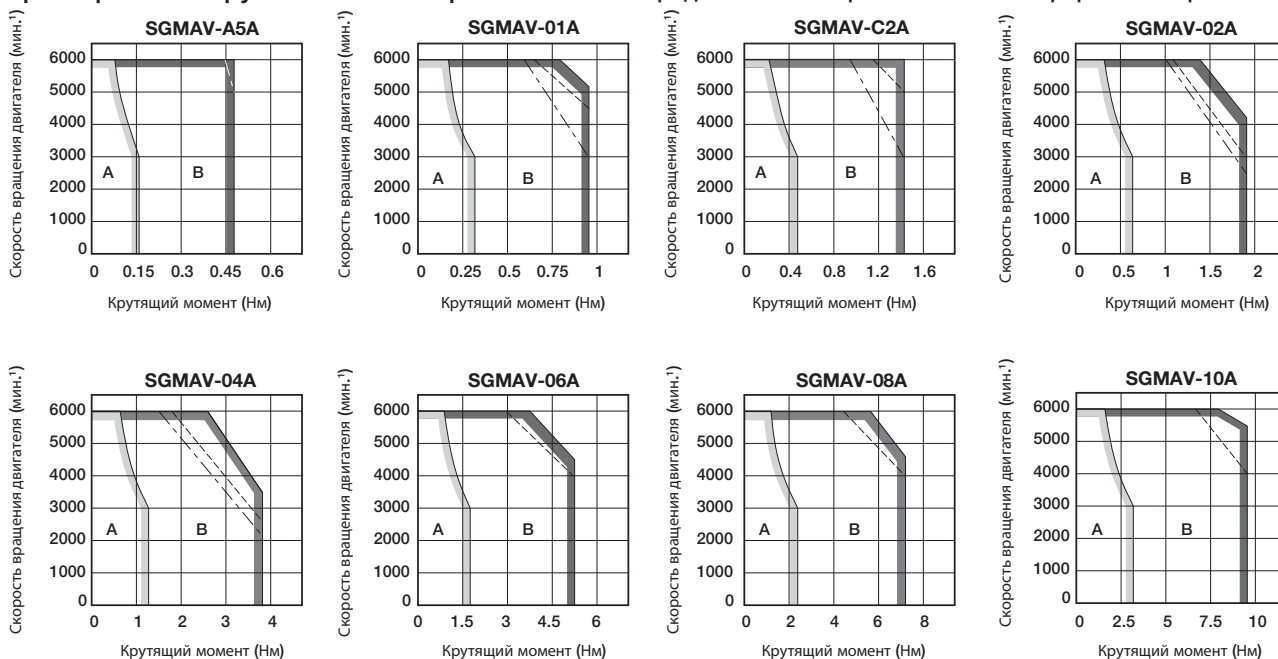 SGMAV-A5A
Скорость вращения двигателя (мин.¹)
6000
5000
4000
3000
2000
1000
0
A
B
0 0.15 0.3 0.45 0.6
Крутящий момент (Нм)
SGMAV-01A
Скорость вращения двигателя (мин.¹)
6000
5000
4000
3000
2000
1000
0
A
B
0 0.25 0.5 0.75 1
Крутящий момент (Нм)
SGMAV-C2A
Скорость вращения двигателя (мин.¹)
6000
5000
4000
3000
2000
1000
0
A
B
0 0.4 0.8 1.2 1.6
Крутящий момент (Нм)
SGMAV-02A
Скорость вращения двигателя (мин.¹)
6000
5000
4000
3000
2000
1000
0
A
B
0 0.5 1 1.5 2
Крутящий момент (Нм)
SGMAV-04A
Скорость вращения двигателя (мин.¹)
6000
5000
4000
3000
2000
1000
0
A
B
0 1 2 3 4
Крутящий момент (Нм)
SGMAV-06A
Скорость вращения двигателя (мин.¹)
6000
5000
4000
3000
2000
1000
0
A
B
0 1.5 3 4.5 6
Крутящий момент (Нм)
SGMAV-08A
Скорость вращения двигателя (мин.¹)
6000
5000
4000
3000
2000
1000
0
A
B
0 2 4 6 8
Крутящий момент (Нм)
SGMAV-10A
Скорость вращения двигателя (мин.¹)
6000
5000
4000
3000
2000
1000
0
A
B
0 2.5 5 7.5 10
Крутящий момент (Нм)